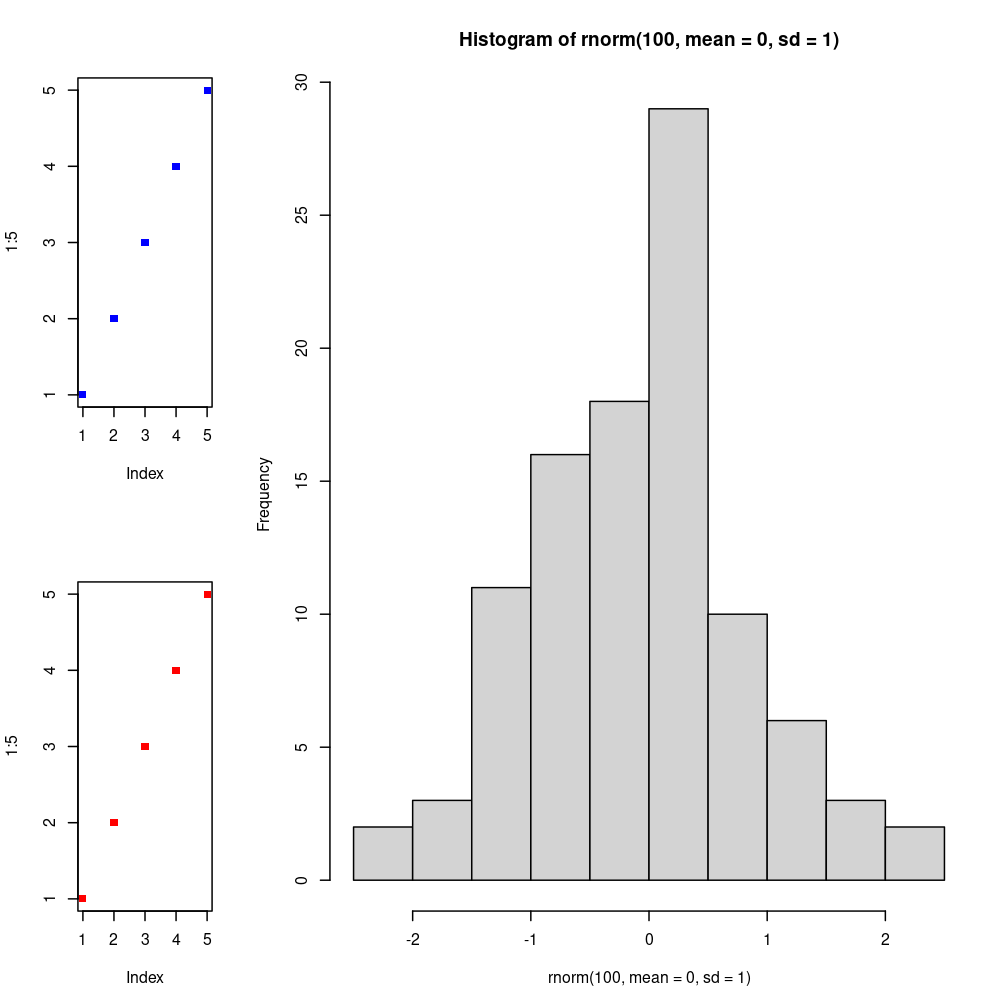 5
4
3
2
1
1:5
1 2 3 4 5
Index
5
4
3
2
1
1:5
1 2 3 4 5
Index
Histogram of rnorm(100, mean = 0, sd = 1)
30
25
20
15
10
5
0
Frequency
-2 -1 0 1 2
rnorm(100, mean = 0, sd = 1)